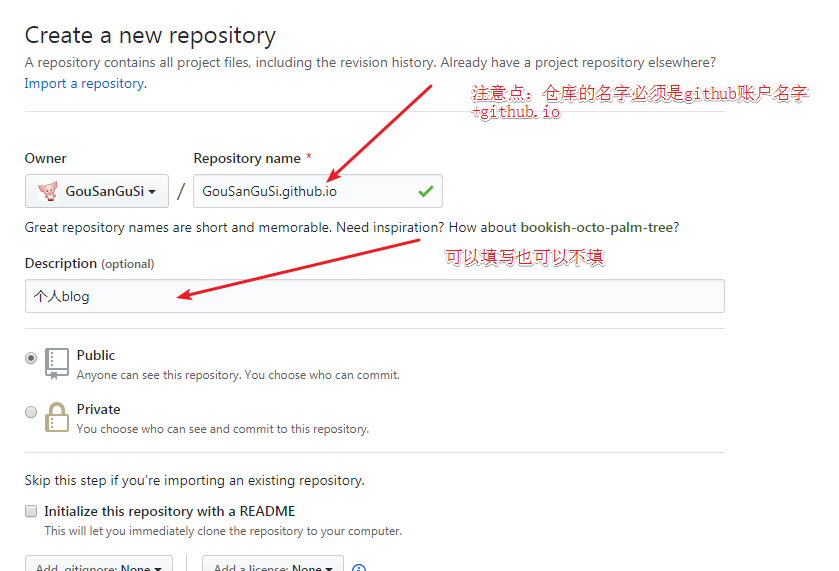 Create a new repository
A repository contains all project files, including the revision history. Already have a project repository elsewhere?
Import a repository.
注意点：仓库的名字必须是github账户名字
+github.io
Owner
Repository name *
GouSanGuSi
/
GouSanGuSi.github.io
Great repository names are short and memorable. Need inspiration? How about bookish-octo-palm-tree?
可以填写也可以不填
Description (optional)
个人blog
Public
Anyone can see this repository. You choose who can commit.
Private
You choose who can see and commit to this repository.
Skip this step if you’re importing an existing repository.
Initialize this repository with a README
This will let you immediately clone the repository to your computer.
Add .gitignore: None
Add a license: None